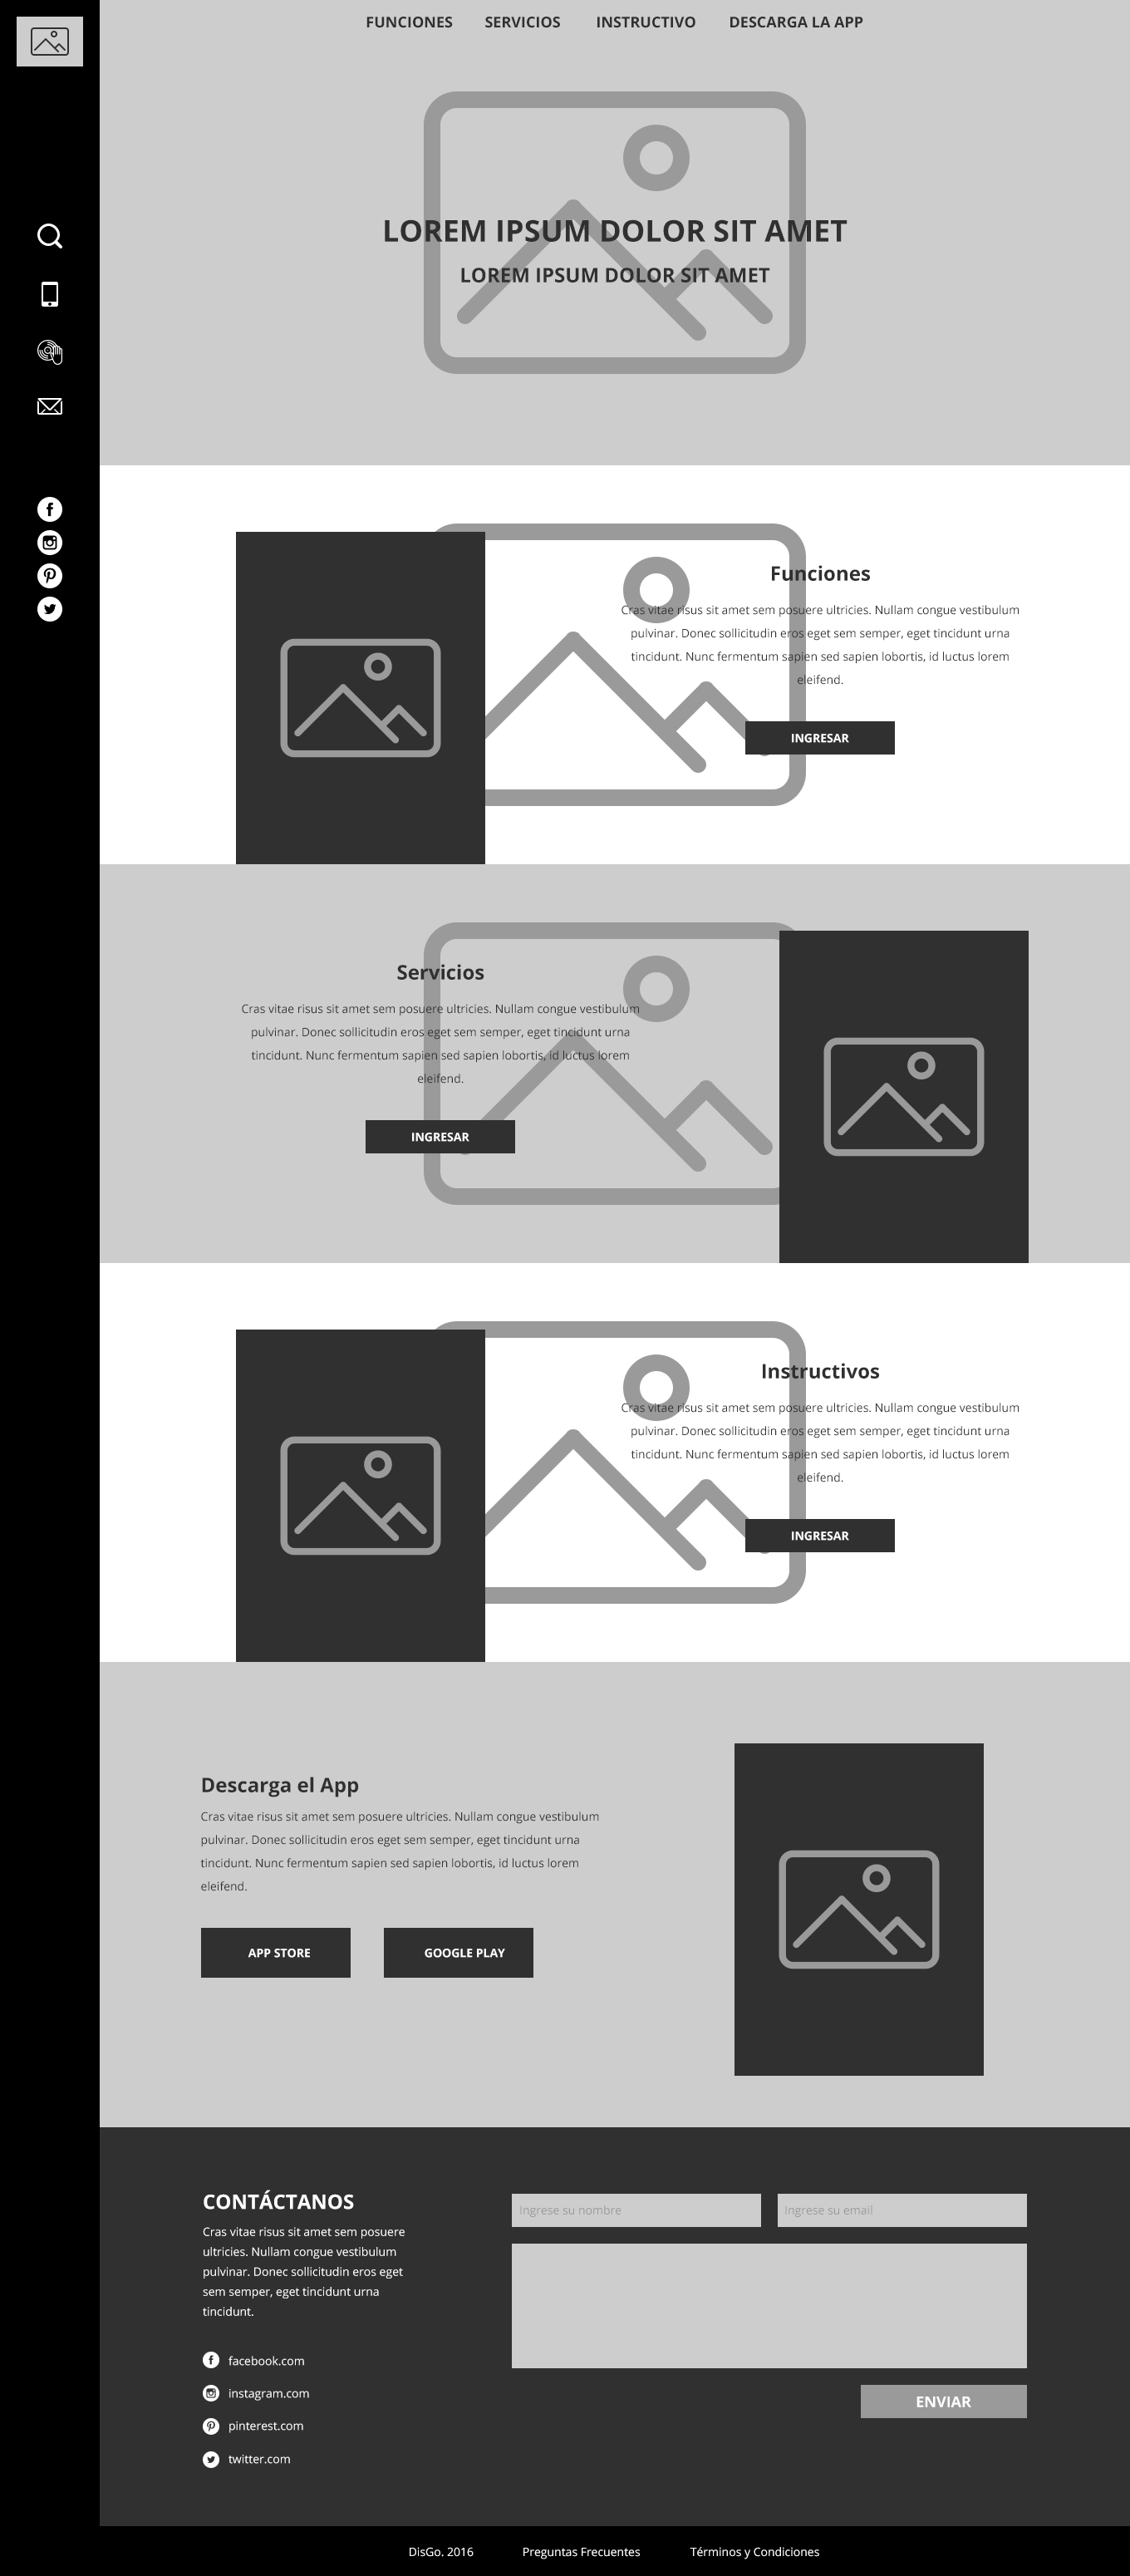 FUNCIONES SERVICIOS INSTRUCTIVO DESCARGA LA APP
LOREM IPSUM DOLOR SIT AMET
LOREM IPSUM DOLOR SIT AMET
Funciones
Cras vitae risus sit amet sem posuere ultricies. Nullam congue vestibulum
pulvinar. Donec sollicitudin eros eget sem semper, eget tincidunt urna
tincidunt. Nunc fermentum sapien sed sapien lobortis, id luctus lorem
eleifend.
INGRESAR
Servicios
Cras vitae risus sit amet sem posuere ultricies. Nullam congue vestibulum
pulvinar. Donec sollicitudin eros eget sem semper, eget tincidunt urna
tincidunt. Nunc fermentum sapien sed sapien lobortis, id luctus lorem
eleifend.
INGRESAR
Instructivos
Cras vitae risus sit amet sem posuere ultricies. Nullam congue vestibulum
pulvinar. Donec sollicitudin eros eget sem semper, eget tincidunt urna
tincidunt. Nunc fermentum sapien sed sapien lobortis, id luctus lorem
eleifend.
INGRESAR
Descarga el App
Cras vitae risus sit amet sem posuere ultricies. Nullam congue vestibulum
pulvinar. Donec sollicitudin eros eget sem semper, eget tincidunt urna
tincidunt. Nunc fermentum sapien sed sapien lobortis, id luctus lorem
eleifend.
APP STORE GOOGLE PLAY
CONTÁCTANOS
Cras vitae risus sit amet sem posuere
ultricies. Nullam congue vestibulum
pulvinar. Donec sollicitudin eros eget
sem semper, eget tincidunt urna
tincidunt.
facebook.com
instagram.com
pinterest.com
twitter.com
Ingrese su nombre Ingrese su email
ENVIAR
DisGo. 2016 Preguntas Frecuentes Términos y Condiciones